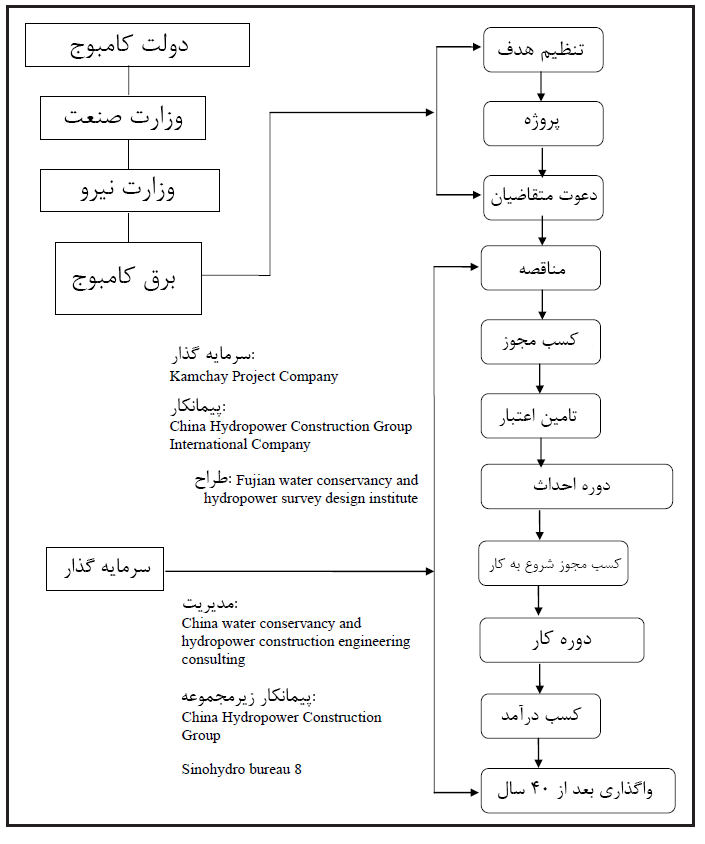 دولت کامبوج
وزارت صنعت
وزارت نیرو
برق کامبوج
تنظیم هدف
پروژه
دعوت متقاضیان
مناقصه
کسب مجوز
تامین اعتبار
دوره احداث
کسب مجوز شروع به کار
دوره کار
کسب درآمد
واگذاری بعد از ۴۰ سال
سرمایه گذار:
Kamchay Project Company
پیمانکار:
China Hydropower Construction Group
International Company
طراح: Fujian water conservancy and
hydropower survey design institute
سرمایه گذار
مدیریت:
China water conservancy and
hydropower construction engineering
consulting
پیمانکار زیرمجموعه:
China Hydropower Construction
Group
Sinohydro bureau 8